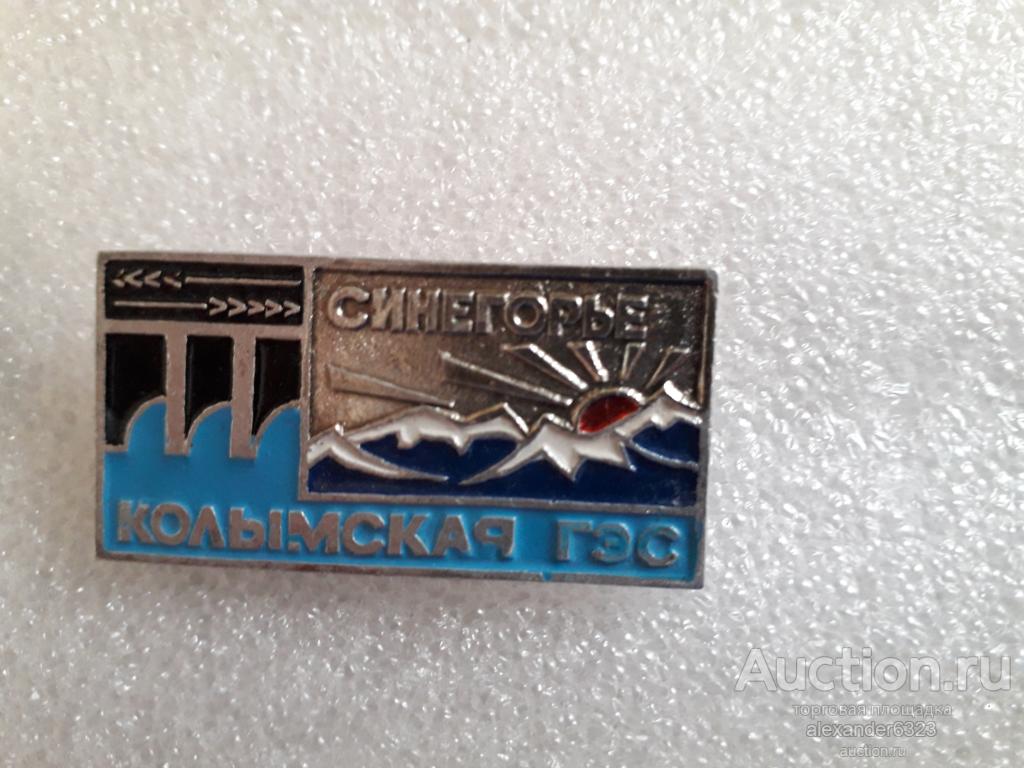 СИНЕГОРЬЕ
КОЛЫМСКАЯ ГЭС
Auction.ru
торговая площадка
alexander6323
auction.ru